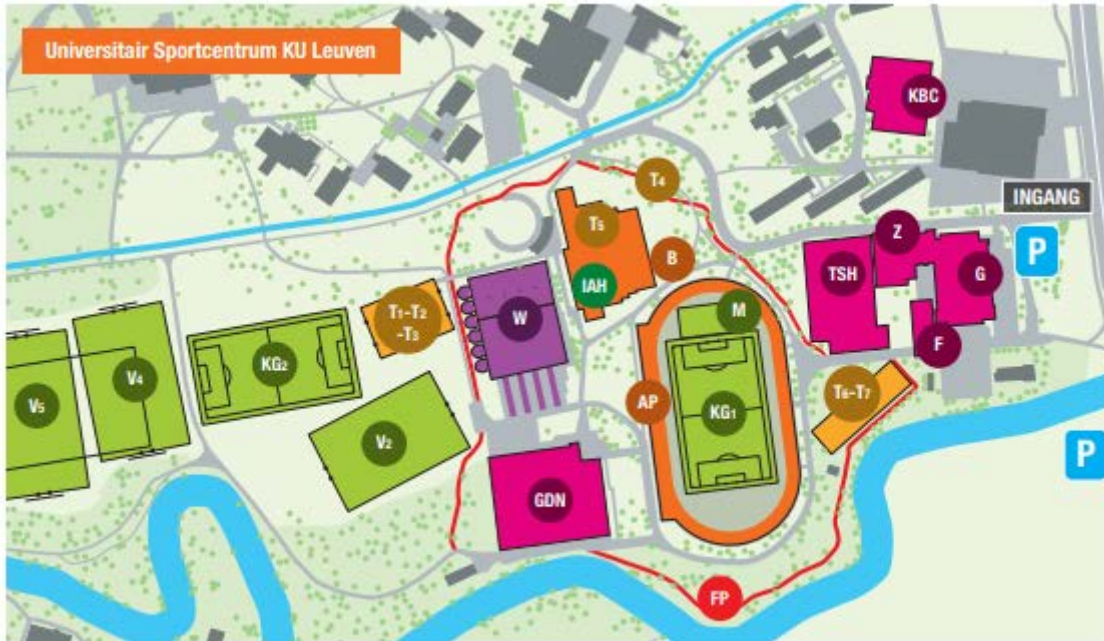 Universitair Sportcentrum KU Leuven
KBC
T4
INGANG
T5
Z
P
B
TSH
G
IAH
M
T1-T2
-T3
W
F
KG2
V4
T6-T7
V5
AP
KG1
V2
P
GDN
FP